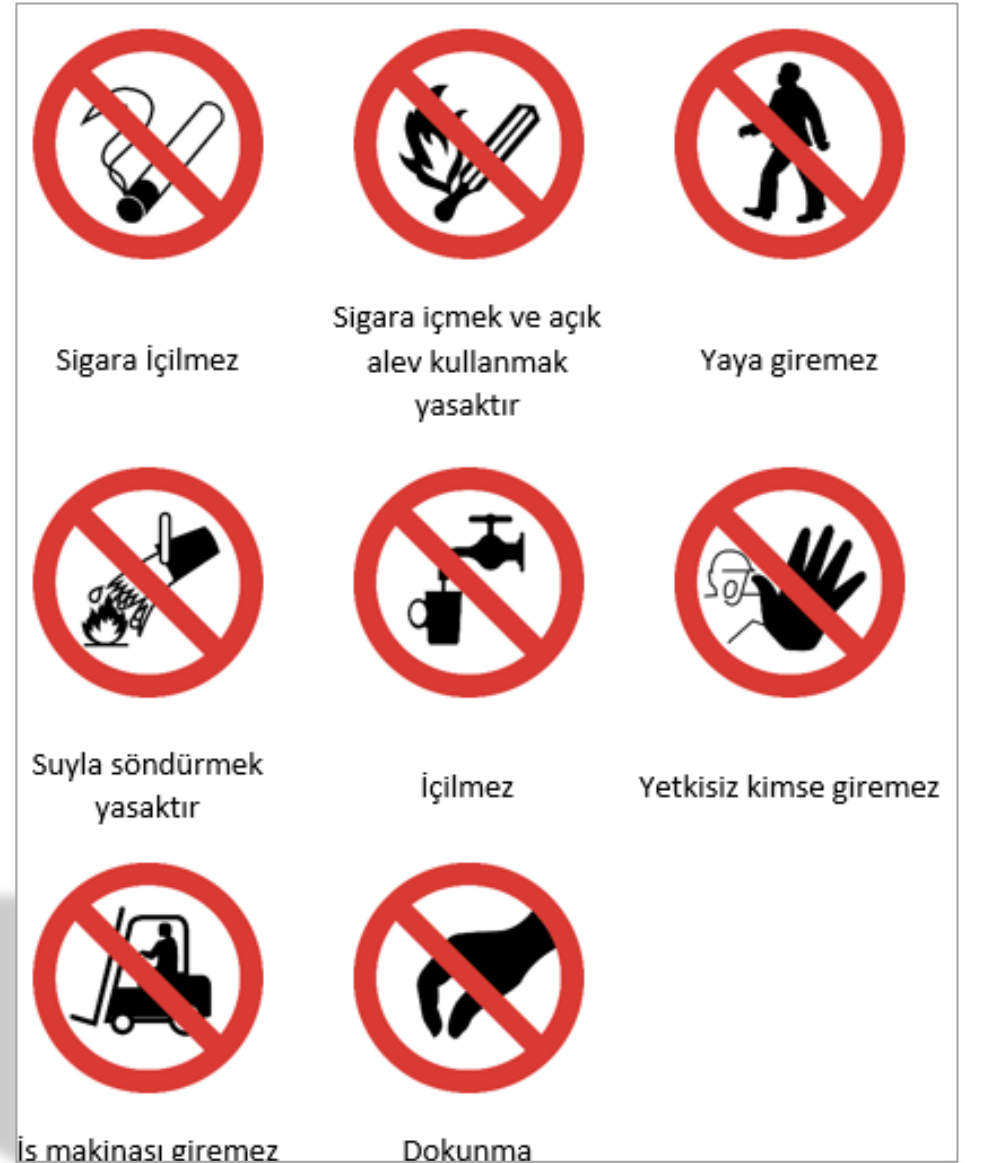 Sigara İçilmez
Sigara içmek ve açık
alev kullanmak
yasaktır
Yaya giremez
Suyla söndürmek
yasaktır
İçilmez
Yetkisiz kimse giremez
İş makinası giremez
Dokunma